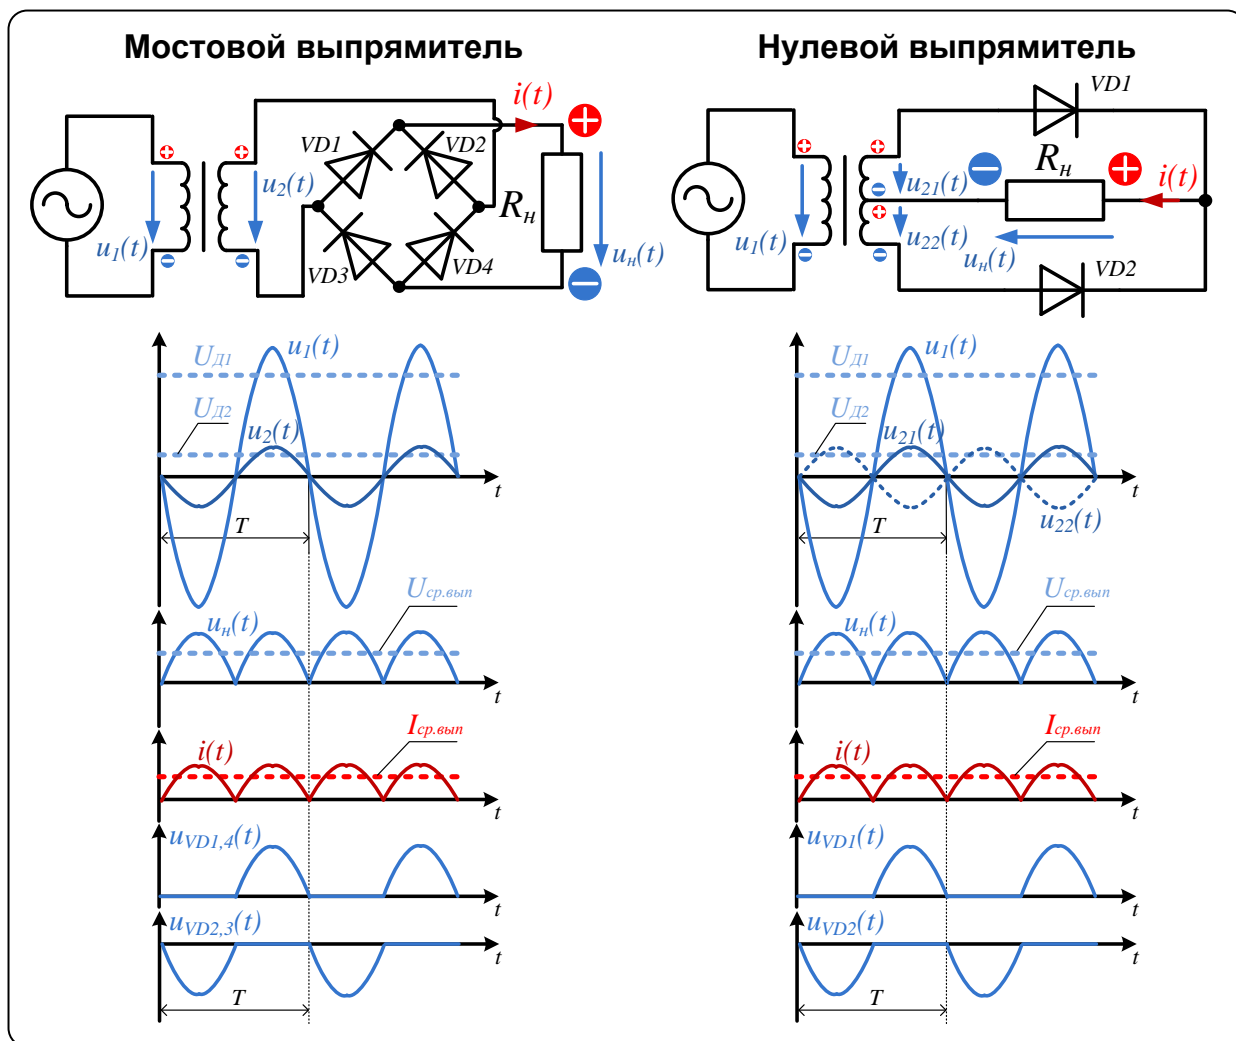 Мостовой выпрямитель
i(t)
VD1
VD2
u2(t)
Rн
u1(t)
VD3
VD4
uн(t)
UД1
u1(t)
UД2
u2(t)
t
T
Uср.вып
uн(t)
t
Iср.вып
i(t)
t
uVD1,4(t)
t
uVD2,3(t)
t
T
Нулевой выпрямитель
VD1
Rн
i(t)
u21(t)
u22(t)
u1(t)
uн(t)
VD2
UД1
u1(t)
UД2
u21(t)
t
u22(t)
T
Uср.вып
uн(t)
t
Iср.вып
i(t)
t
uVD1(t)
t
uVD2(t)
t
T